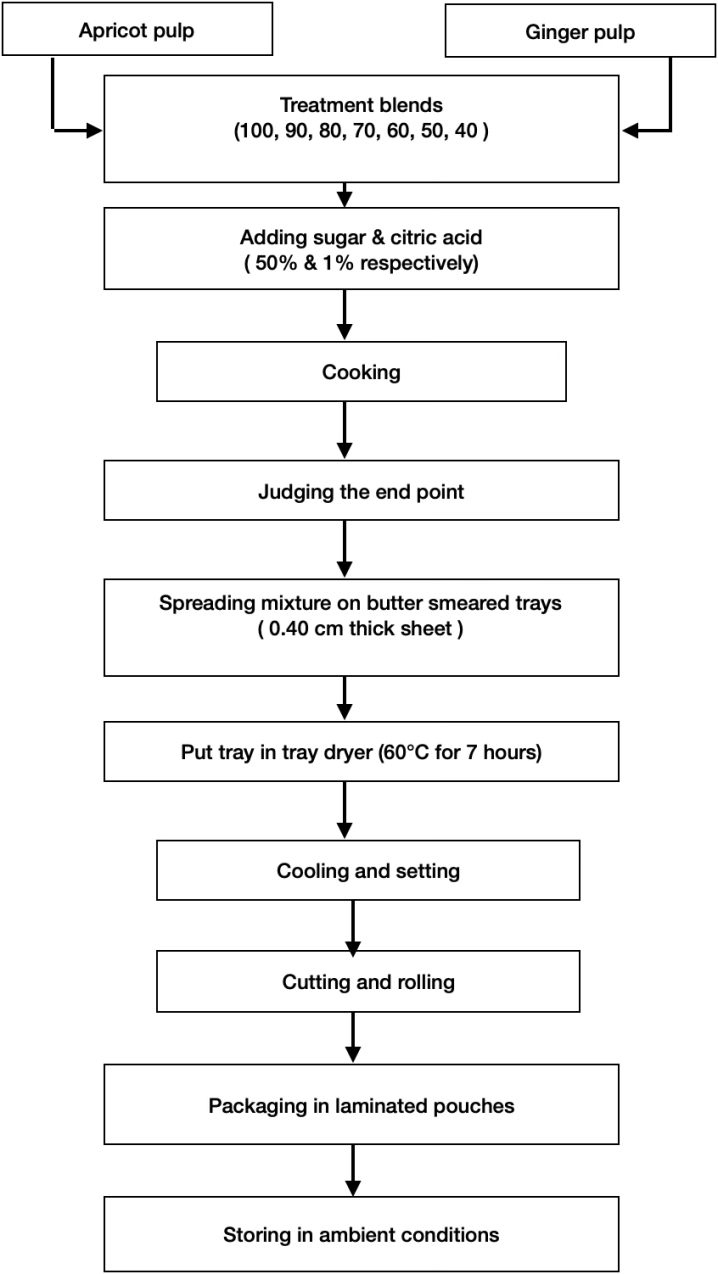 Apricot pulp
Ginger pulp
Treatment blends
(100, 90, 80, 70, 60, 50, 40 )
Adding sugar & citric acid
( 50% & 1% respectively)
Cooking
Judging the end point
Spreading mixture on butter smeared trays
( 0.40 cm thick sheet )
Put tray in tray dryer (60°C for 7 hours)
Cooling and setting
Cutting and rolling
Packaging in laminated pouches
Storing in ambient conditions